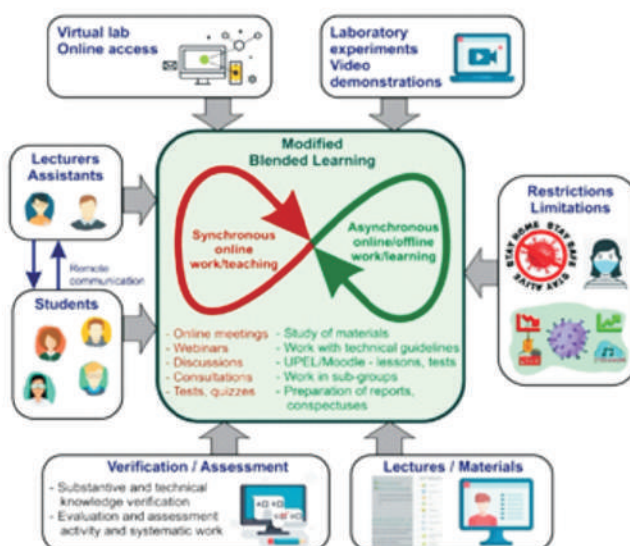 Virtual lab
Online access
Laboratory
experiments
Video
demonstrations
Modified
Blended Learning
Lecturers
Assistants
Synchronous
online
work/teaching
Asynchronous
online/offline
work/learning
Restrictions
Limitations
STAY HOME STAY SAFE STAY ALIVE
Remote
communication
Students
- Online meetings
- Webinars
- Discussions
- Consultations
- Tests, quizzes
- Study of materials
- Work with technical guidelines
- UPEL/Moodle - lessons, tests
- Work in sub-groups
- Preparation of reports,
conspectuses
Verification / Assessment
- Substantive and technical
knowledge verification
- Evaluation and assessment
activity and systematic work
Lectures / Materials